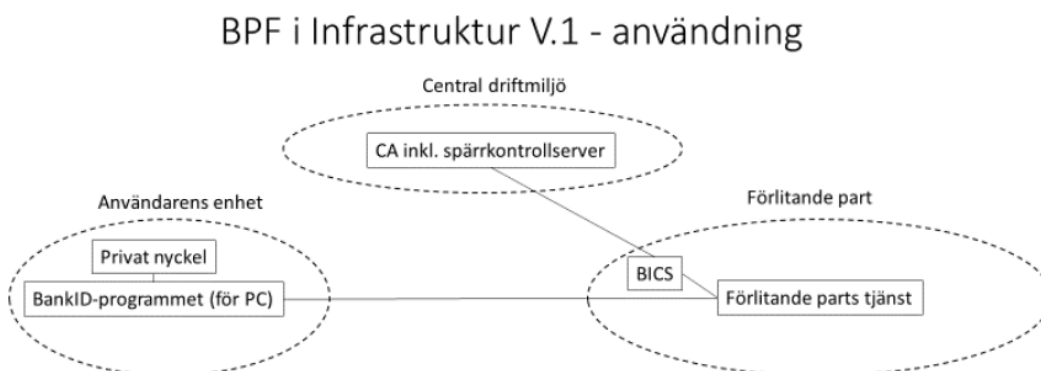 BPF i Infrastruktur V.1 - användning
Central driftmiljö
CA inkl. spärrkontrollserver
Användarens enhet
Förlitande part
Privat nyckel
BICS
BankID-programmet (för PC)
Förlitande parts tjänst